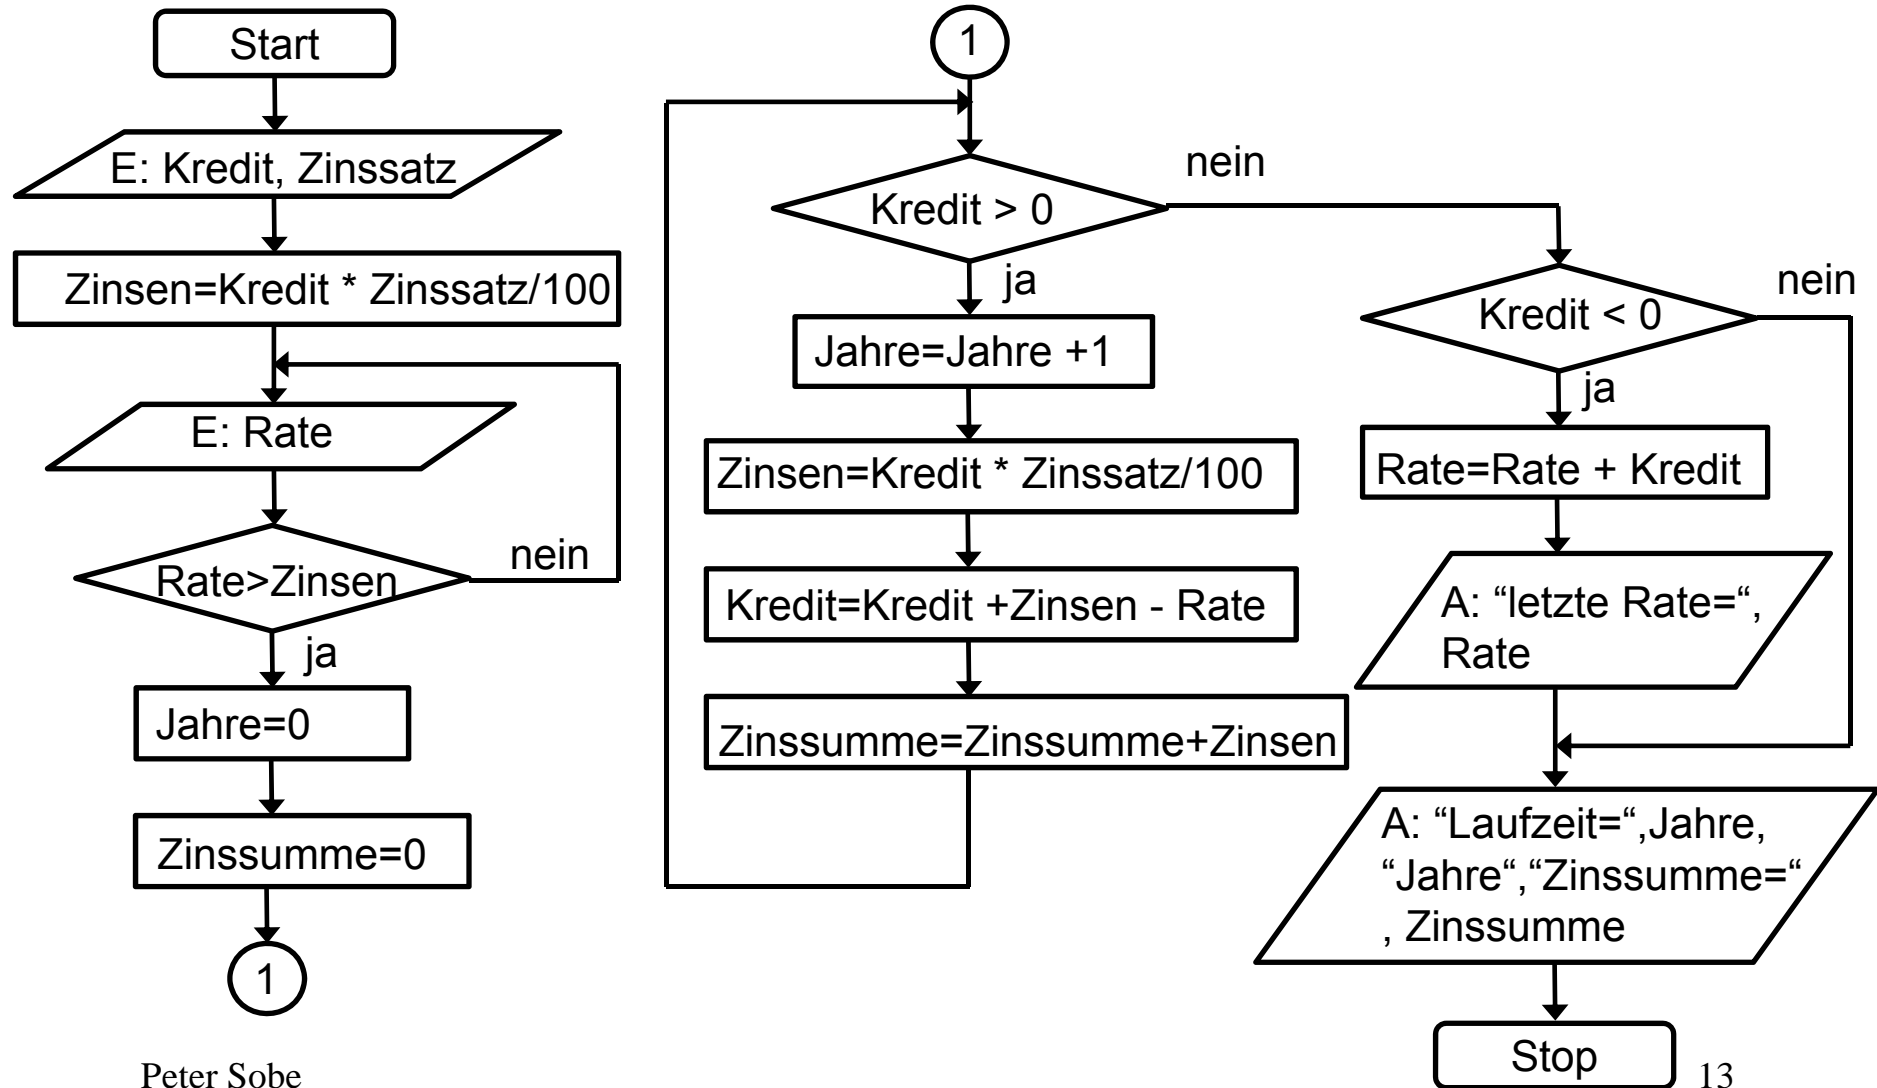 Start
E: Kredit, Zinssatz
Zinsen=Kredit * Zinssatz/100
E: Rate
Rate>Zinsen
nein
ja
Jahre=0
Zinssumme=0
1
1
Kredit > 0
nein
ja
Jahre=Jahre +1
Zinsen=Kredit * Zinssatz/100
Kredit=Kredit +Zinsen - Rate
Zinssumme=Zinssumme+Zinsen
Kredit < 0
nein
ja
Rate=Rate + Kredit
A: “letzte Rate=“,
Rate
A: “Laufzeit=“,Jahre,
“Jahre“,“Zinssumme=“
, Zinssumme
Stop
Peter Sobe
13